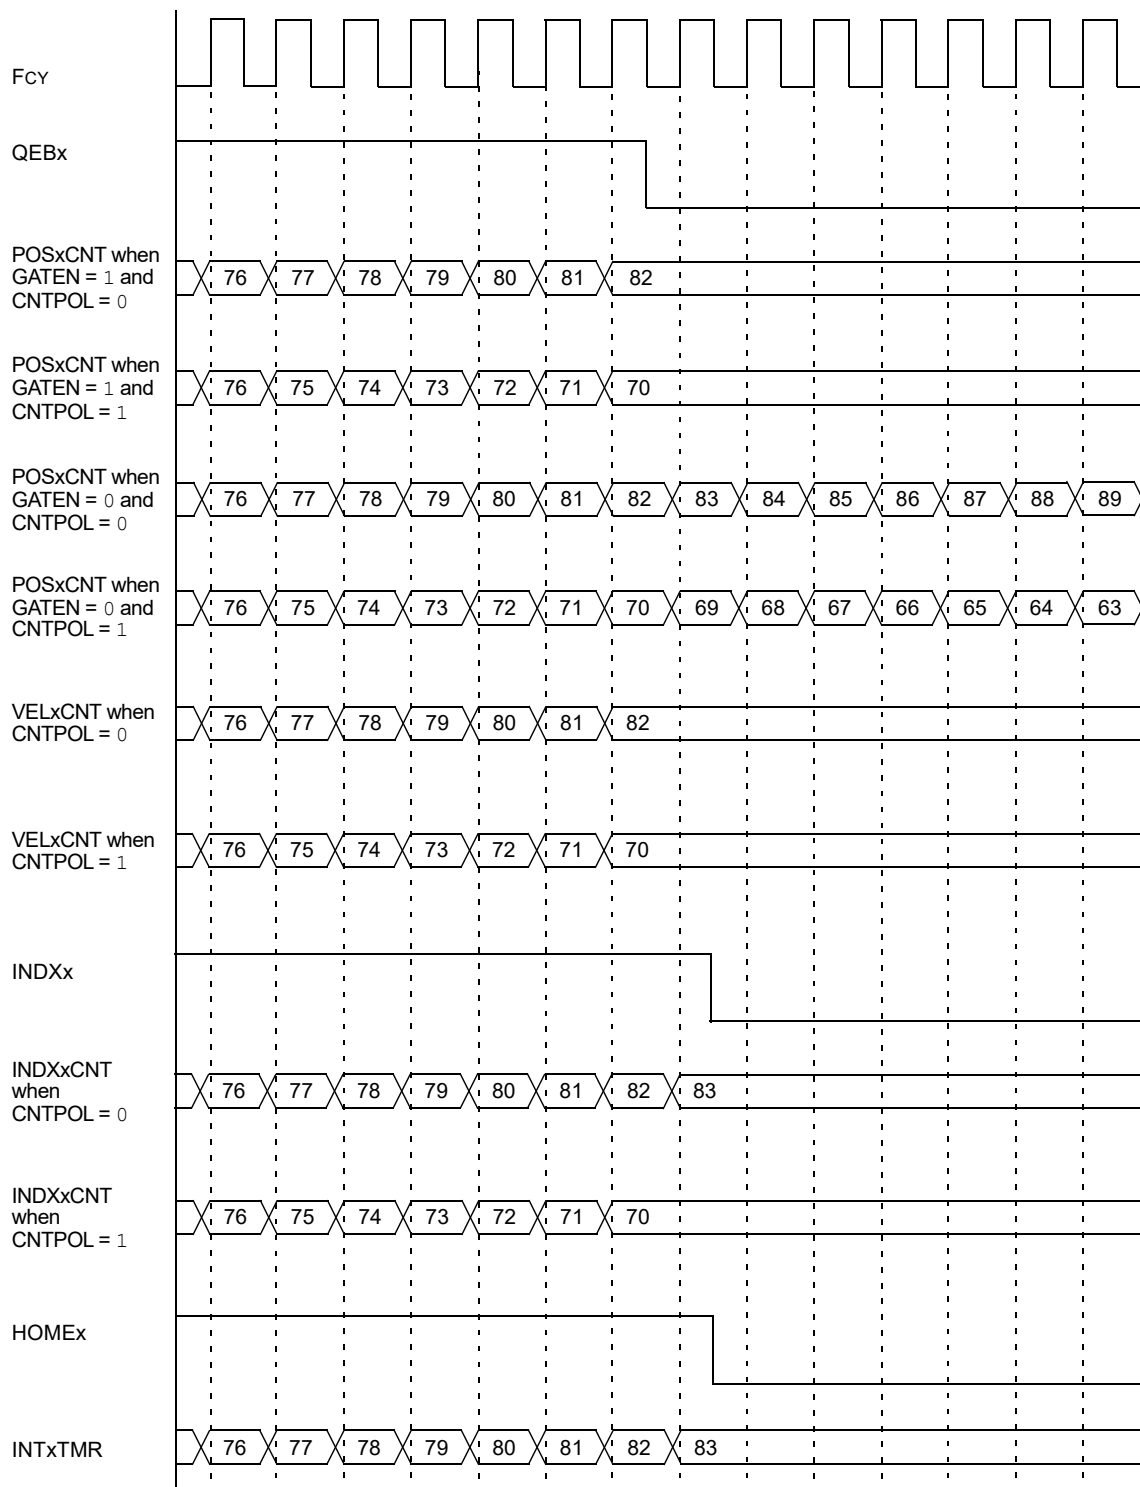 FCY
QEBx
POSxCNT when
GATEN = 1 and
CNTPOL = 0
76 77 78 79 80 81 82
POSxCNT when
GATEN = 1 and
CNTPOL = 1
76 75 74 73 72 71 70
POSxCNT when
GATEN = 0 and
CNTPOL = 0
76 77 78 79 80 81 82 83 84 85 86 87 88 89
POSxCNT when
GATEN = 0 and
CNTPOL = 1
76 75 74 73 72 71 70 69 68 67 66 65 64 63
VELxCNT when
CNTPOL = 0
76 77 78 79 80 81 82
VELxCNT when
CNTPOL = 1
76 75 74 73 72 71 70
INDXx
INDXxCNT
when
CNTPOL = 0
76 77 78 79 80 81 82 83
INDXxCNT
when
CNTPOL = 1
76 75 74 73 72 71 70
HOMEx
INTxTMR
76 77 78 79 80 81 82 83